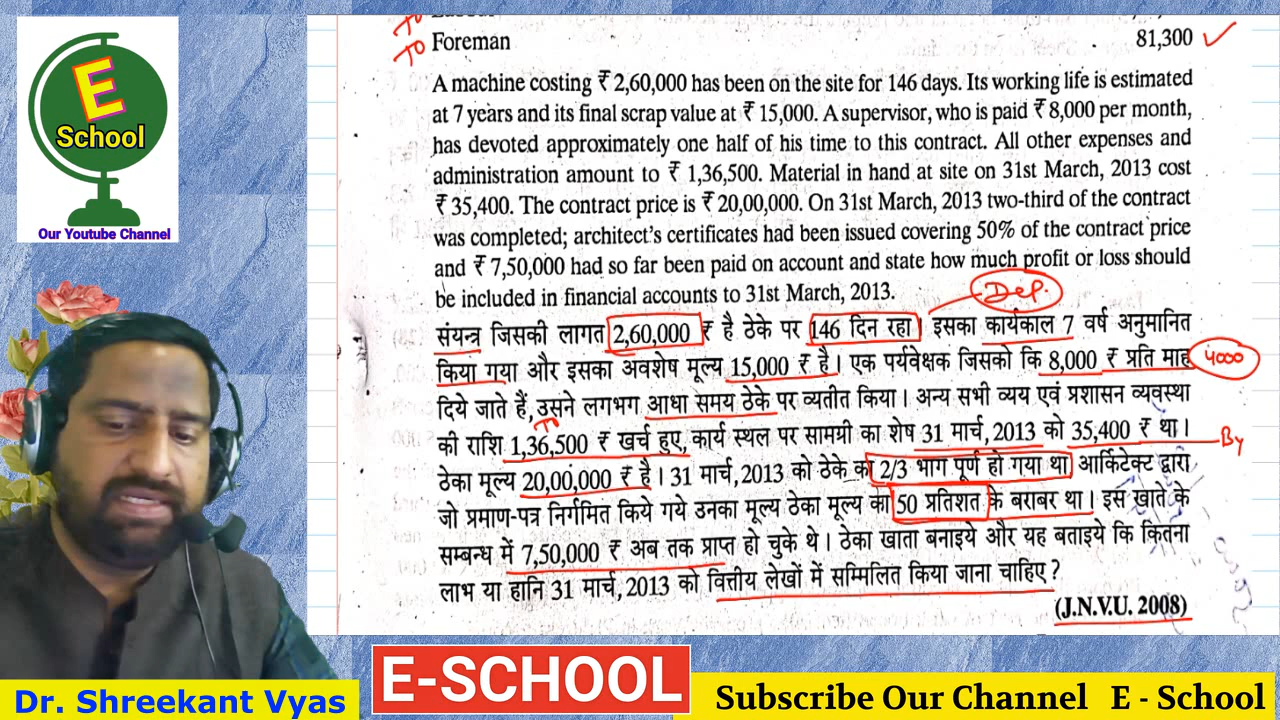 E
School
Our Youtube Channel
To
To Foreman 81,300
A machine costing ₹ 2,60,000 has been on the site for 146 days. Its working life is estimated
at 7 years and its final scrap value at ₹ 15,000. A supervisor, who is paid ₹ 8,000 per month,
has devoted approximately one half of his time to this contract. All other expenses and
administration amount to ₹ 1,36,500. Material in hand at site on 31st March, 2013 cost
₹ 35,400. The contract price is ₹ 20,00,000. On 31st March, 2013 two-third of the contract
was completed; architect's certificates had been issued covering 50% of the contract price
and ₹ 7,50,000 had so far been paid on account and state how much profit or loss should
be included in financial accounts to 31st March, 2013.
Dep.
संयन्त्र जिसकी लागत 2,60,000 ₹ है ठेके पर 146 दिन रहा। इसका कार्यकाल 7 वर्ष अनुमानित
किया गया और इसका अवशेष मूल्य 15,000 ₹ है। एक पर्यवेक्षक जिसको कि 8,000 ₹ प्रति माह 4000
दिये जाते हैं, उसने लगभग आधा समय ठेके पर व्यतीत किया। अन्य सभी व्यय एवं प्रशासन व्यवस्था
To
की राशि 1,36,500 ₹ खर्च हुए, कार्य स्थल पर सामग्री का शेष 31 मार्च, 2013 को 35,400 ₹ था। By
ठेका मूल्य 20,00,000 ₹ है। 31 मार्च, 2013 को ठेके का 2/3 भाग पूर्ण हो गया था आर्किटेक्ट द्वारा
जो प्रमाण-पत्र निर्गमित किये गये उनका मूल्य ठेका मूल्य का 50 प्रतिशत के बराबर था। इस खाते के
सम्बन्ध में 7,50,000 ₹ अब तक प्राप्त हो चुके थे। ठेका खाता बनाइये और यह बताइये कि कितना
लाभ या हानि 31 मार्च, 2013 को वित्तीय लेखों में सम्मिलित किया जाना चाहिए?
(J.N.V.U. 2008)
Dr. Shreekant Vyas
E-SCHOOL
Subscribe Our Channel E - School